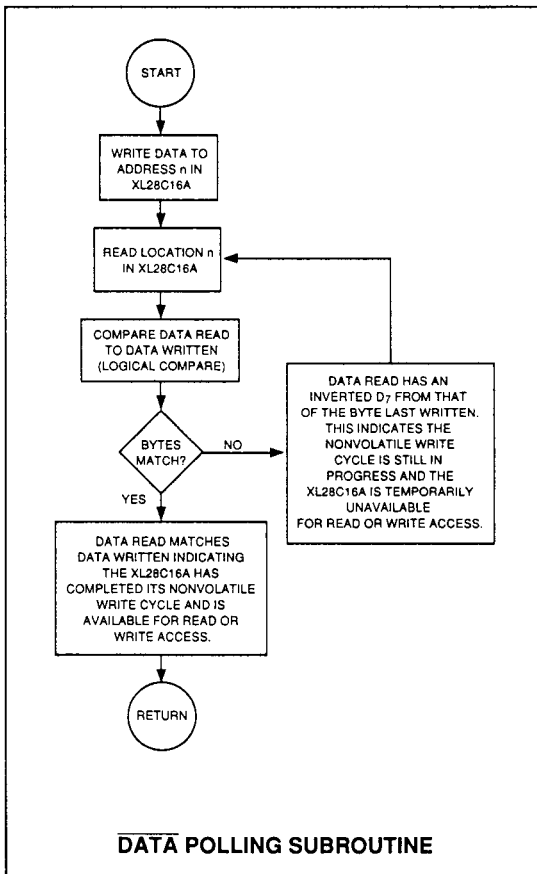 START
WRITE DATA TO
ADDRESS n IN
XL28C16A
READ LOCATION n
IN XL28C16A
COMPARE DATA READ
TO DATA WRITTEN
(LOGICAL COMPARE)
BYTES
MATCH?
NO
DATA READ HAS AN
INVERTED D7 FROM THAT
OF THE BYTE LAST WRITTEN.
THIS INDICATES THE
NONVOLATILE WRITE
CYCLE IS STILL IN
PROGRESS AND THE
XL28C16A IS TEMPORARILY
UNAVAILABLE
FOR READ OR WRITE ACCESS.
YES
DATA READ MATCHES
DATA WRITTEN INDICATING
THE XL28C16A HAS
COMPLETED ITS NONVOLATILE
WRITE CYCLE AND IS
AVAILABLE FOR READ OR
WRITE ACCESS.
RETURN
DATA POLLING SUBROUTINE